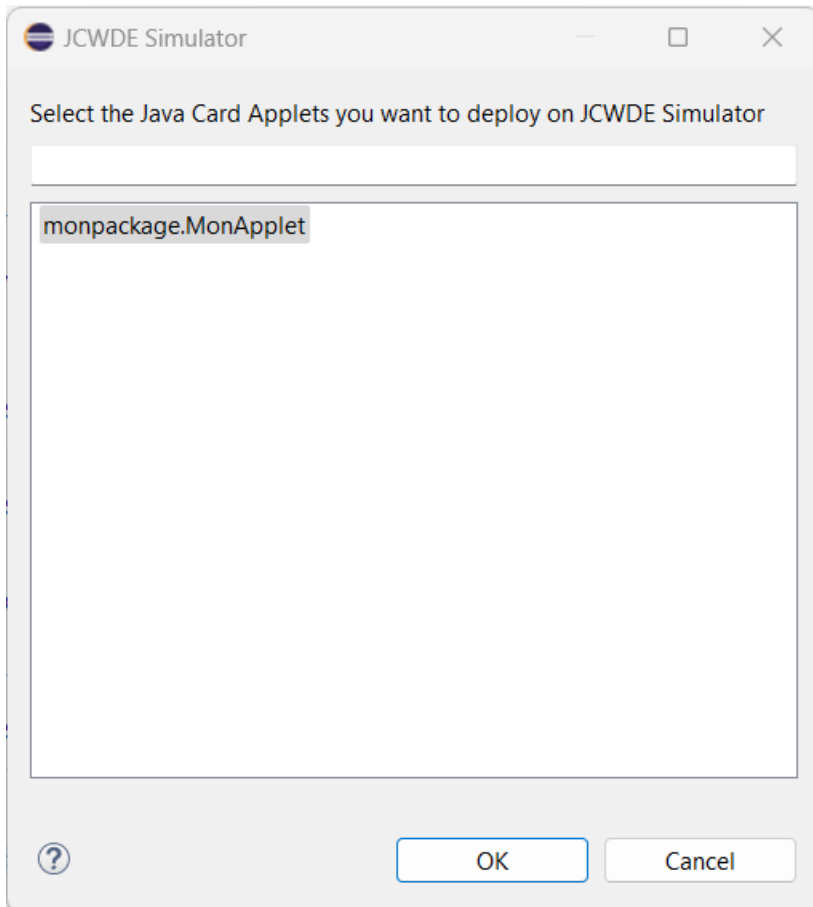 JCWDE Simulator
Select the Java Card Applets you want to deploy on JCWDE Simulator
monpackage.MonApplet
?
OK Cancel